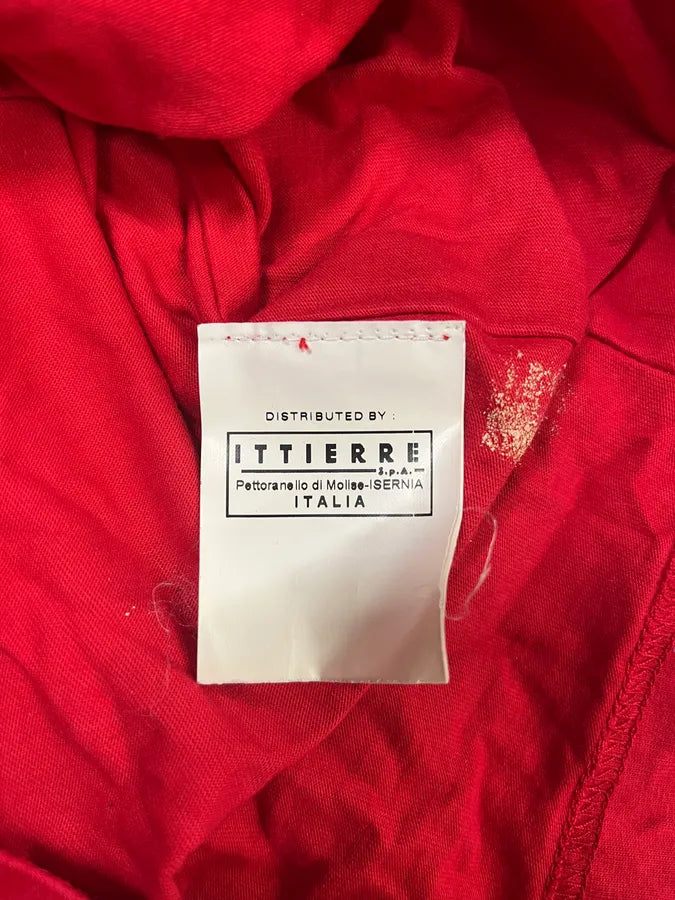 DISTRIBUTED BY :
ITTIERRE
S.p.A.
Pettoranello di Molise-ISERNIA
ITALIA